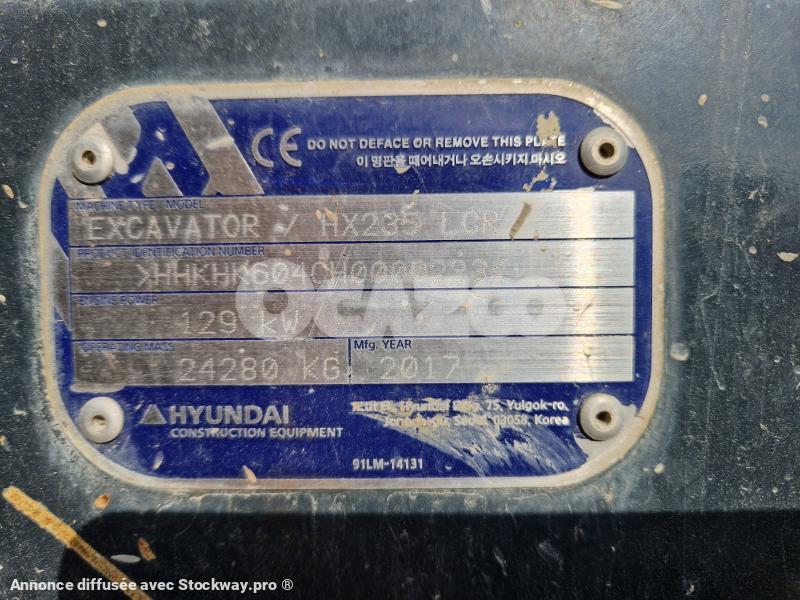 CE DO NOT DEFACE OR REMOVE THIS PLATE
이 명판을 떼어내거나 오손시키지 마시오
MACHINE TYPE / MODEL
EXCAVATOR / HX235 LCR
PRODUCT IDENTIFICATION NUMBER
OCAZOO
ENGINE POWER
129 kW
OPERATING MASS
Mfg. YEAR
24280 KG
2017
HYUNDAI
CONSTRUCTION EQUIPMENT
75, Yulgok-ro,
Seoul, 03058, Korea
91LM-14131
Annonce diffusée avec Stockway.pro ®